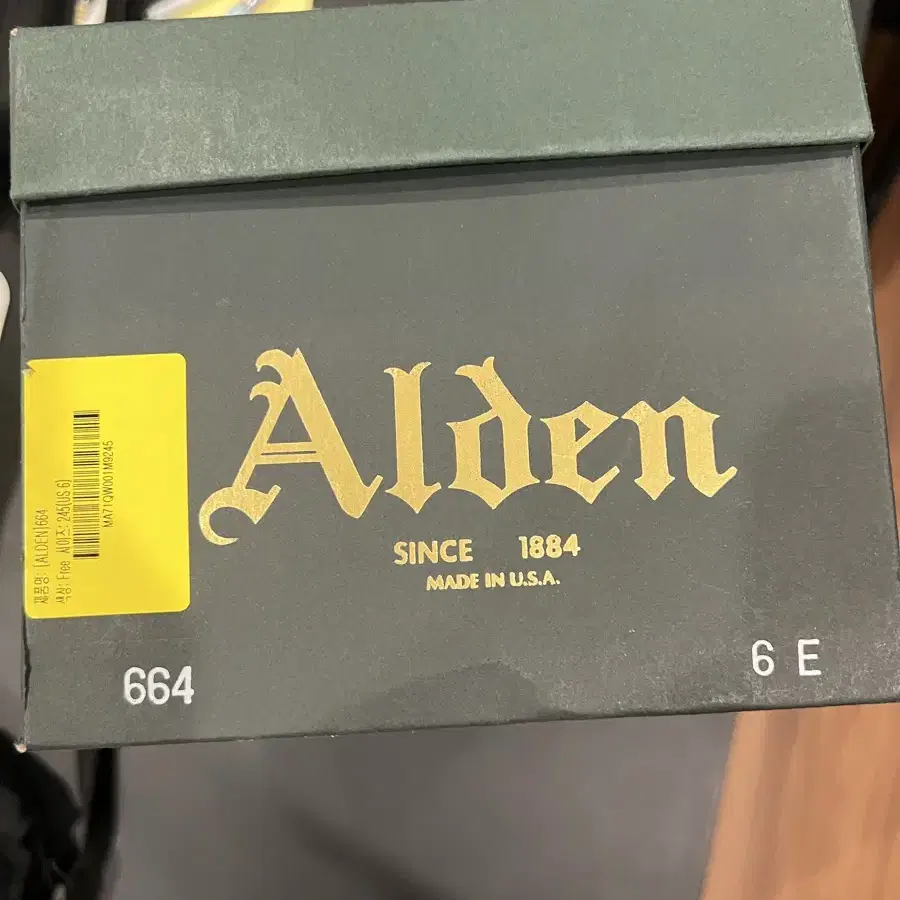 Alden
SINCE 1884
MADE IN U.S.A.
664
6 E
제품명: [ALDEN]664
색상: Free 사이즈: 245(US 6)
MA71QW001M9245